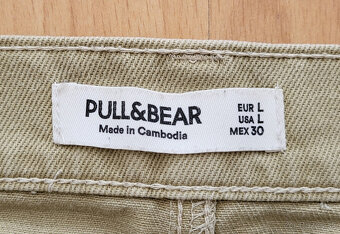 PULL&BEAR
Made in Cambodia
EUR L
USA L
MEX 30